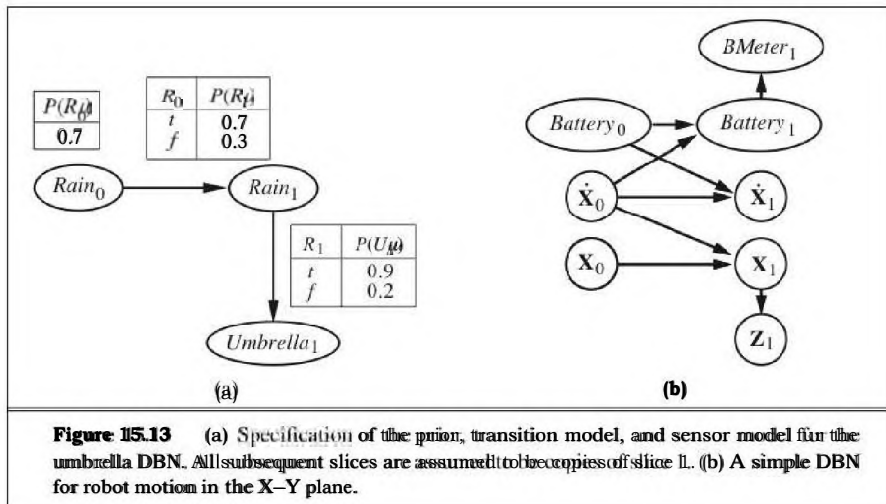 BMeter₁
R₀ P(R₁)
t 0.7
f 0.3
P(R₀)
0.7
Battery₀
Battery₁
Rain₀
Rain₁
Ẋ₀
Ẋ₁
R₁ P(U₁)
t 0.9
f 0.2
X₀
X₁
Umbrella₁
Z₁
(a)
(b)
Figure 15.13 (a) Specification of the prior, transition model, and sensor model fur the
umbrella DBN. All subsequent slices are assumed to be copies of slice 1. (b) A simple DBN
for robot motion in the X–Y plane.